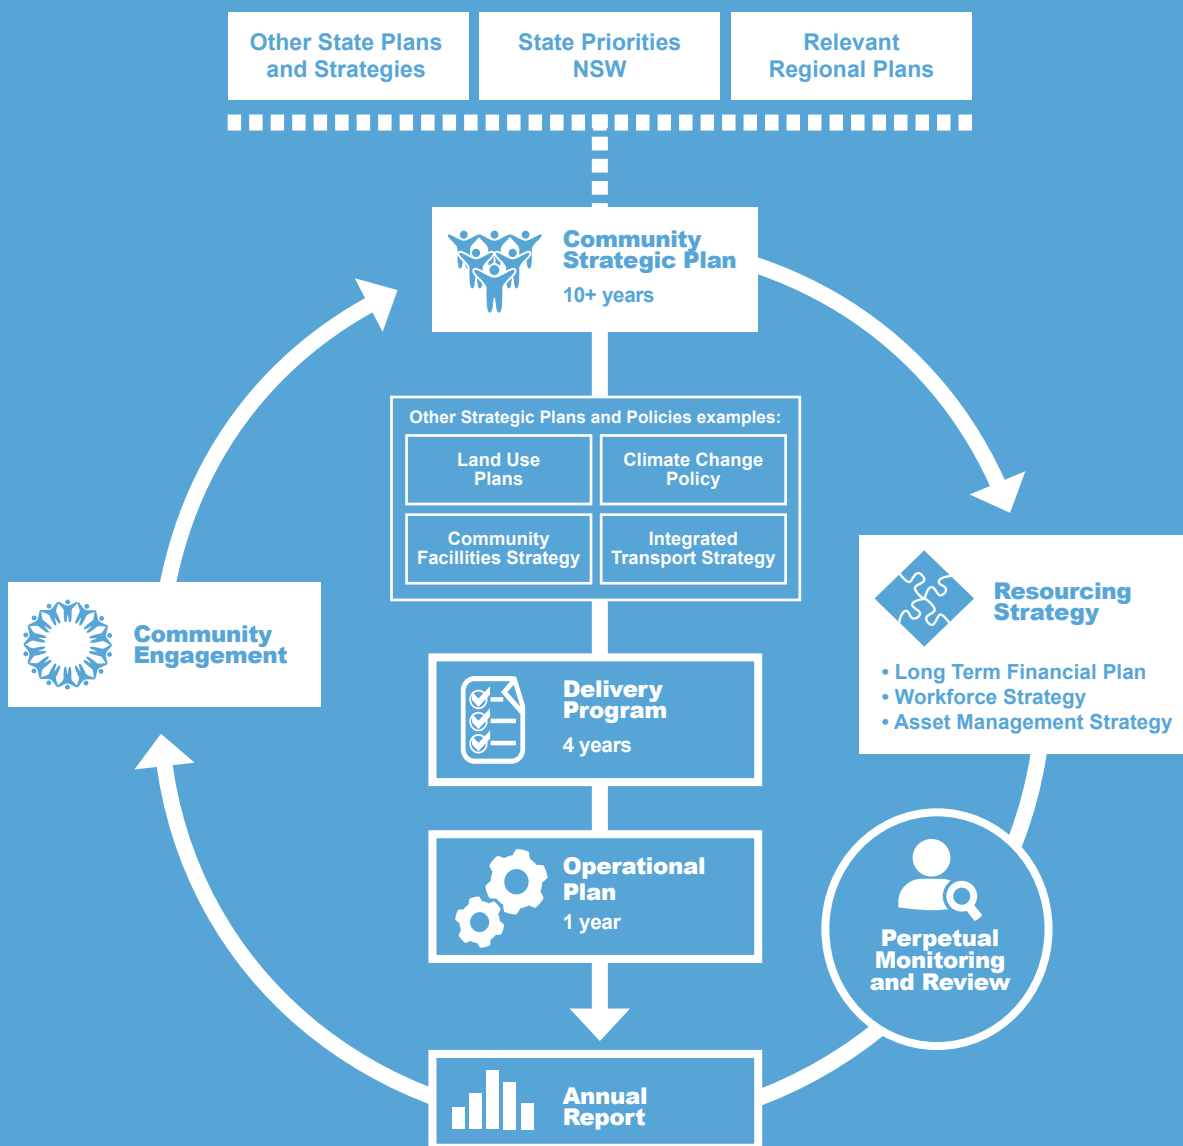 Other State Plans
and Strategies
State Priorities
NSW
Relevant
Regional Plans
Community
Strategic Plan
10+ years
Other Strategic Plans and Policies examples:
Land Use
Plans
Climate Change
Policy
Community
Facillities Strategy
Integrated
Transport Strategy
Resourcing
Strategy
• Long Term Financial Plan
• Workforce Strategy
• Asset Management Strategy
Community
Engagement
Delivery
Program
4 years
Operational
Plan
1 year
Perpetual
Monitoring
and Review
Annual
Report